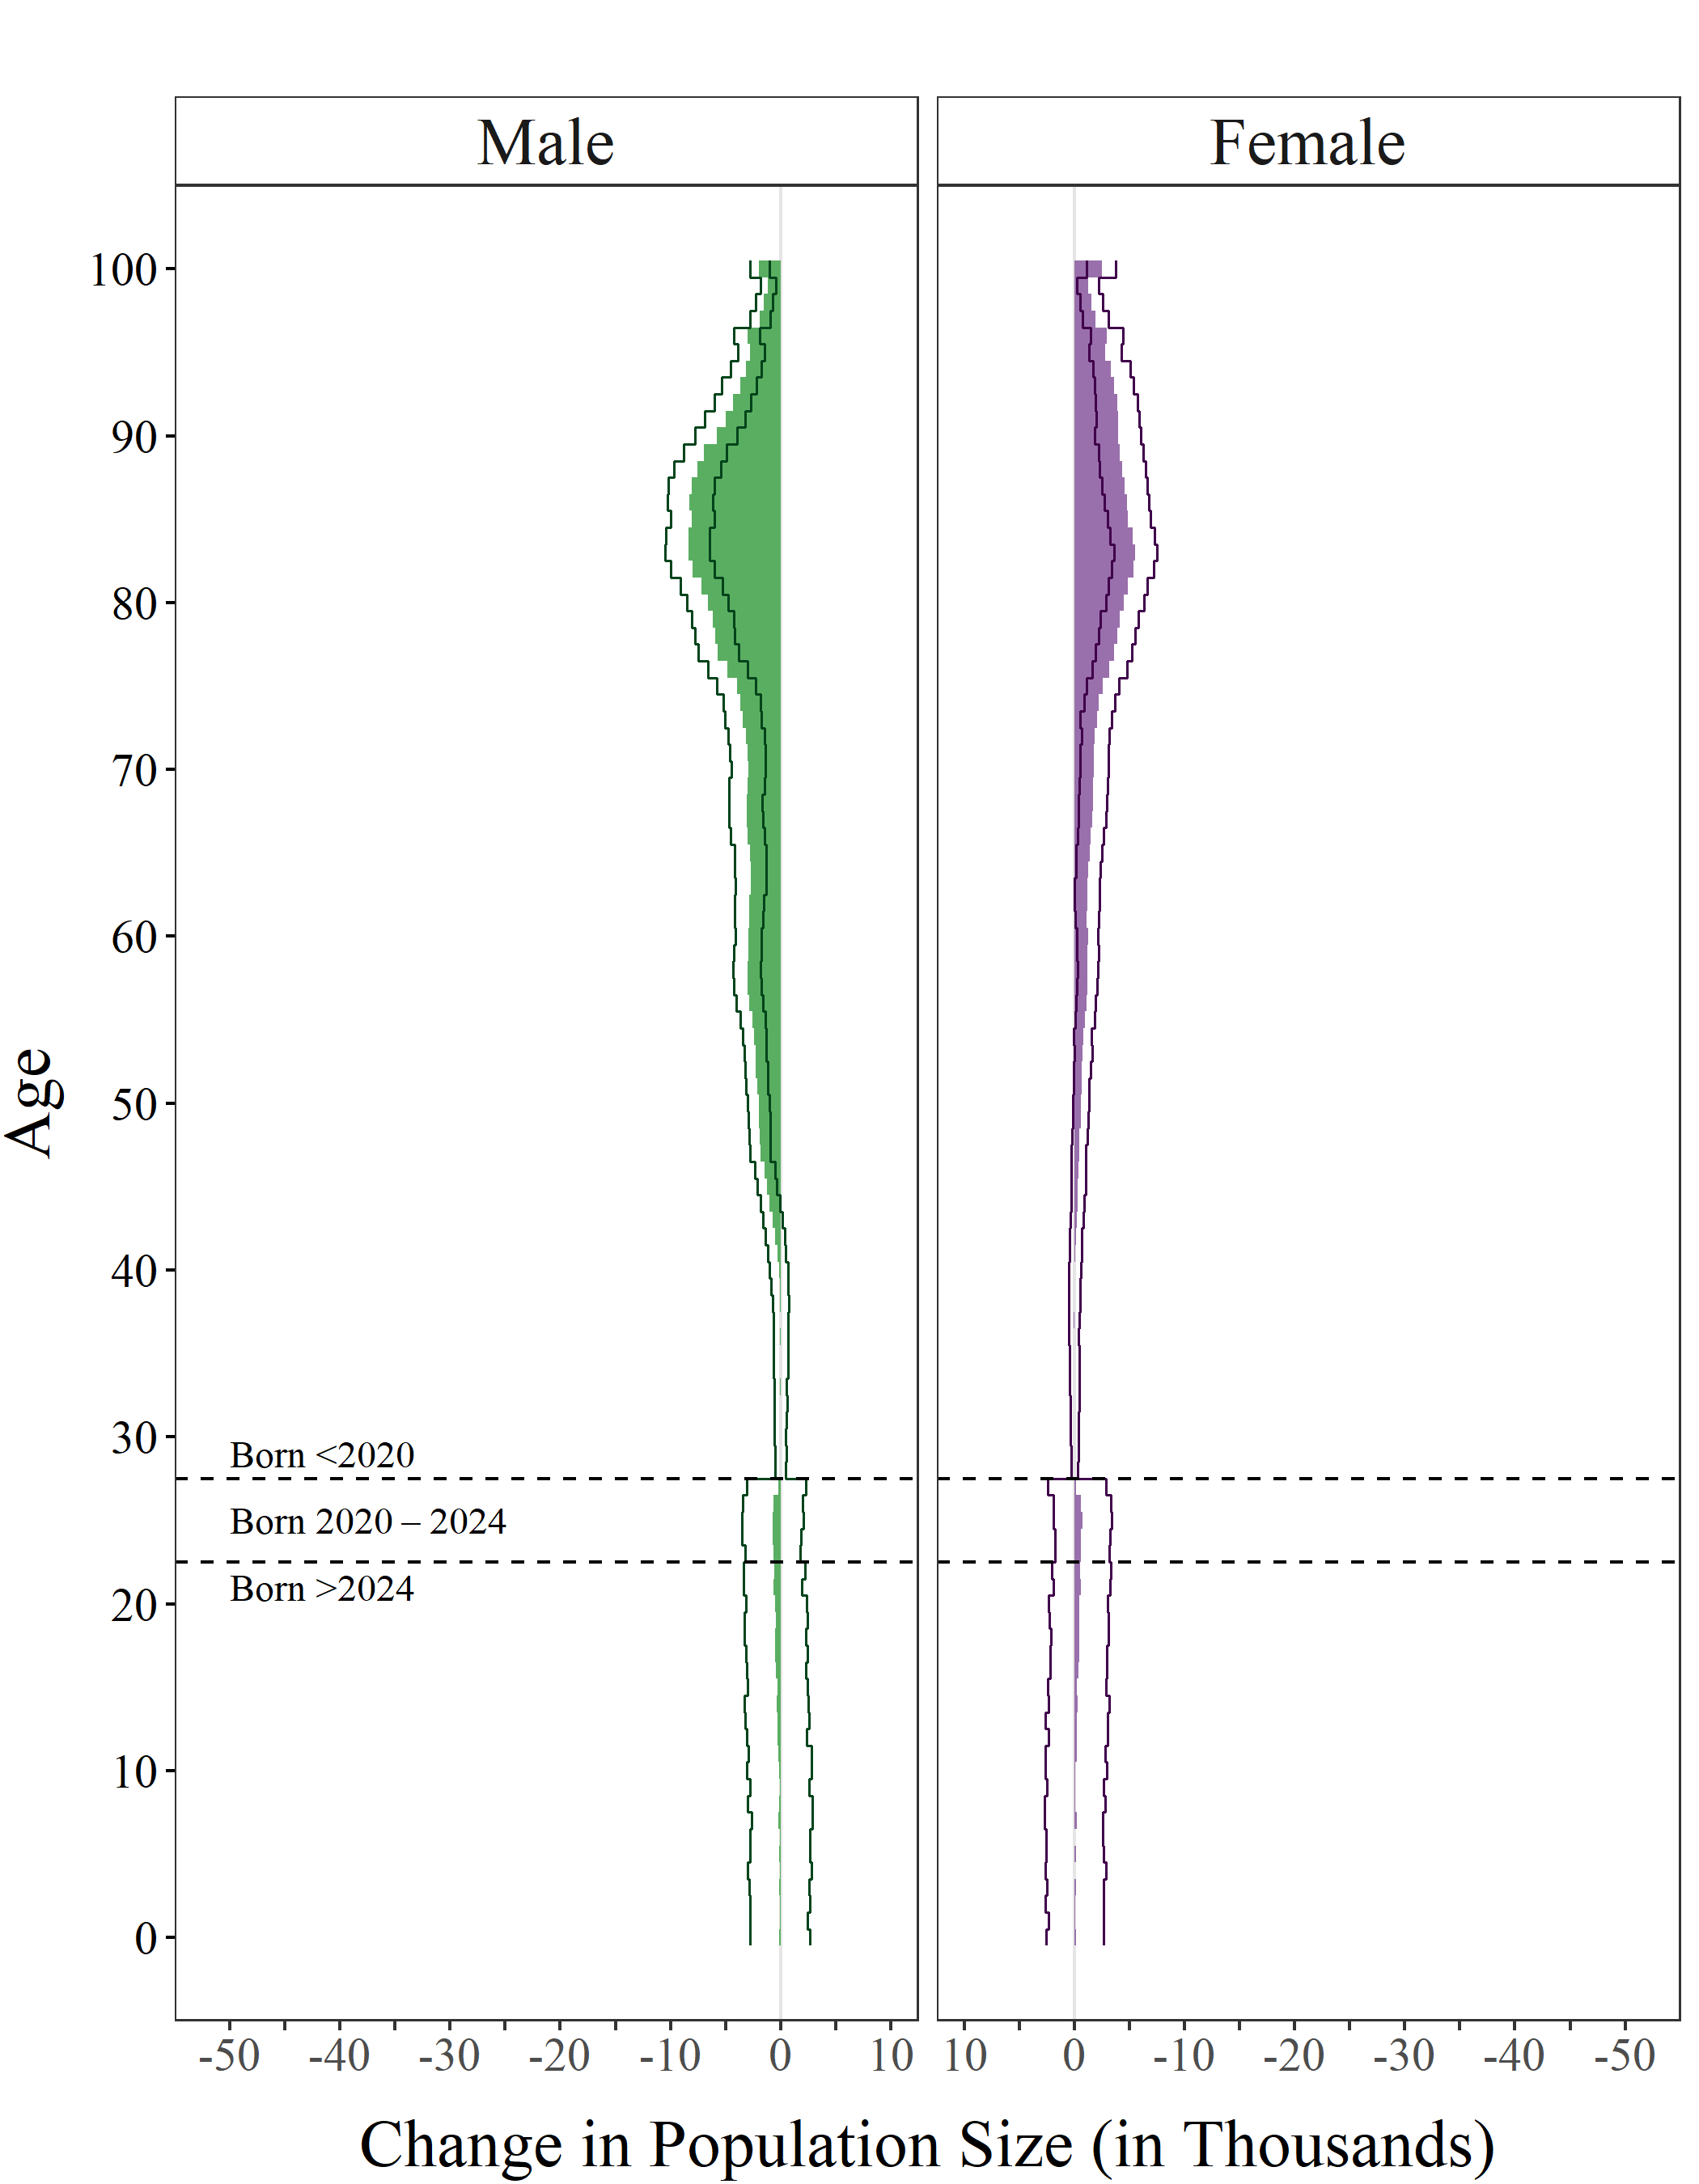 Male Female
100
90
80
70
60
50
40
30
20
10
0
Age
Born <2020
Born 2020 – 2024
Born >2024
-50 -40 -30 -20 -10 0 10 10 0 -10 -20 -30 -40 -50
Change in Population Size (in Thousands)